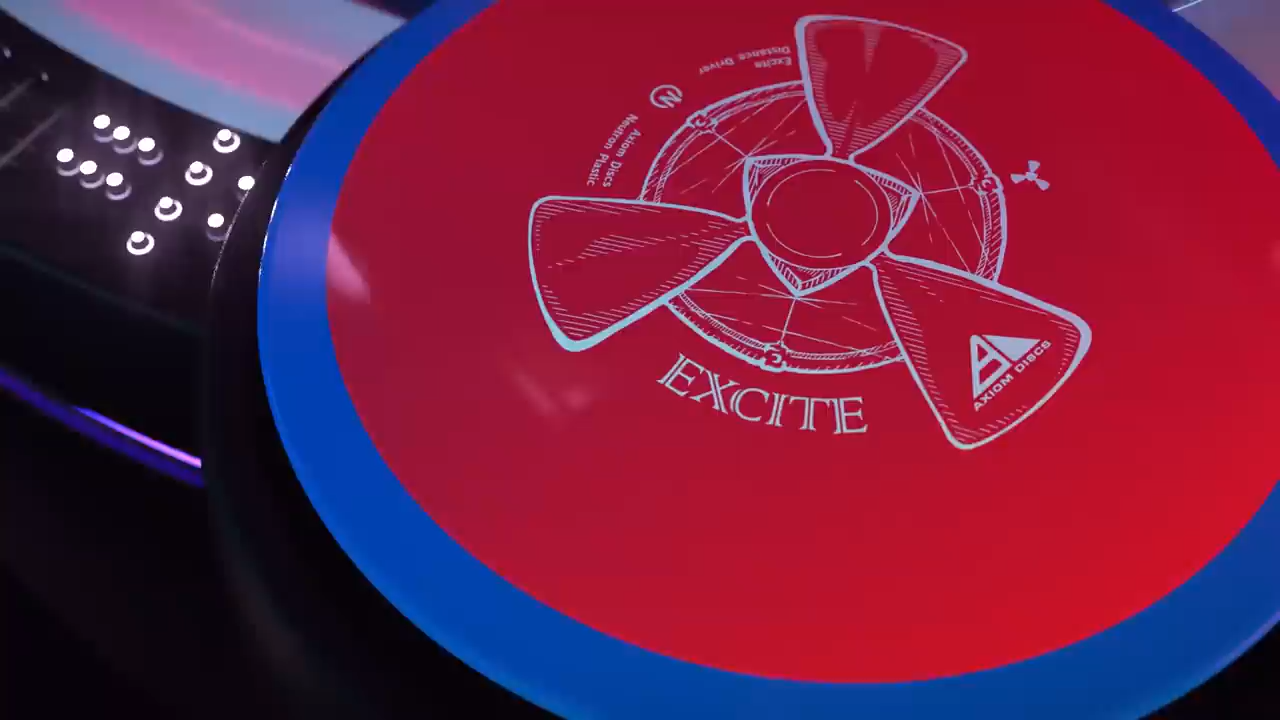 Excite
Distance Driver
N
Axiom Discs
Neutron Plastic
EXCITE
AXIOM DISCS